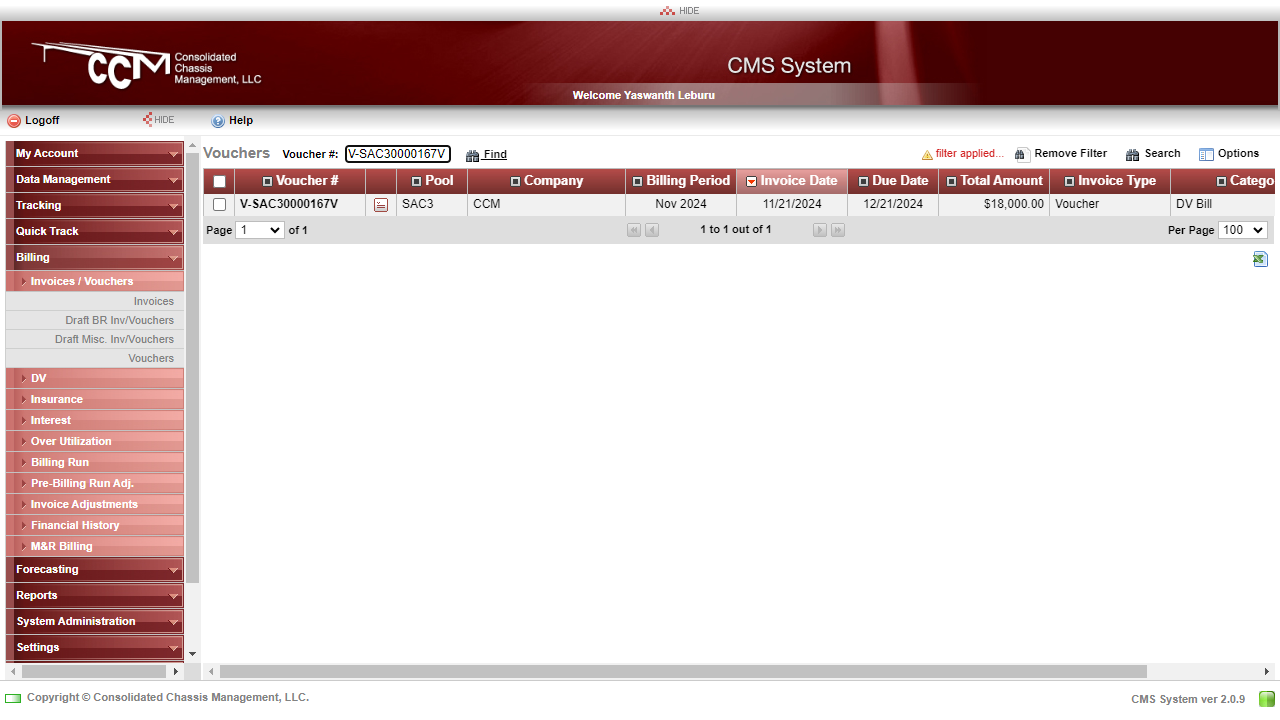 HIDE
CCM Consolidated
Chassis
Management, LLC
CMS System
Welcome Yaswanth Leburu
Logoff HIDE Help
My Account
Data Management
Tracking
Quick Track
Billing
Invoices / Vouchers
Invoices
Draft BR Inv/Vouchers
Draft Misc. Inv/Vouchers
Vouchers
DV
Insurance
Interest
Over Utilization
Billing Run
Pre-Billing Run Adj.
Invoice Adjustments
Financial History
M&R Billing
Forecasting
Reports
System Administration
Settings
Vouchers Voucher #: V-SAC30000167V Find filter applied... Remove Filter Search Options
Voucher # Pool Company Billing Period Invoice Date Due Date Total Amount Invoice Type Catego
V-SAC30000167V SAC3 CCM Nov 2024 11/21/2024 12/21/2024 $18,000.00 Voucher DV Bill
Page 1 of 1 1 to 1 out of 1 Per Page 100
Copyright © Consolidated Chassis Management, LLC. CMS System ver 2.0.9